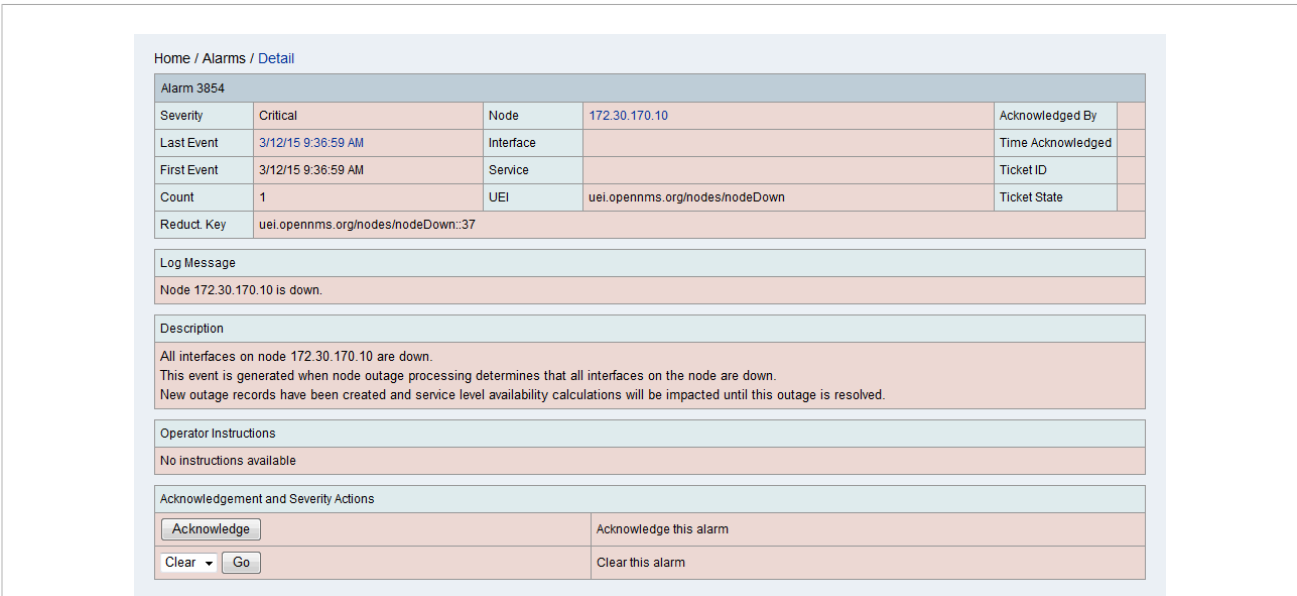 Home / Alarms / Detail
Alarm 3854
Severity Critical Node 172.30.170.10 Acknowledged By
Last Event 3/12/15 9:36:59 AM Interface Time Acknowledged
First Event 3/12/15 9:36:59 AM Service Ticket ID
Count 1 UEI uei.opennms.org/nodes/nodeDown Ticket State
Reduct. Key uei.opennms.org/nodes/nodeDown::37
Log Message
Node 172.30.170.10 is down.
Description
All interfaces on node 172.30.170.10 are down.
This event is generated when node outage processing determines that all interfaces on the node are down.
New outage records have been created and service level availability calculations will be impacted until this outage is resolved.
Operator Instructions
No instructions available
Acknowledgement and Severity Actions
Acknowledge Acknowledge this alarm
Clear Go Clear this alarm